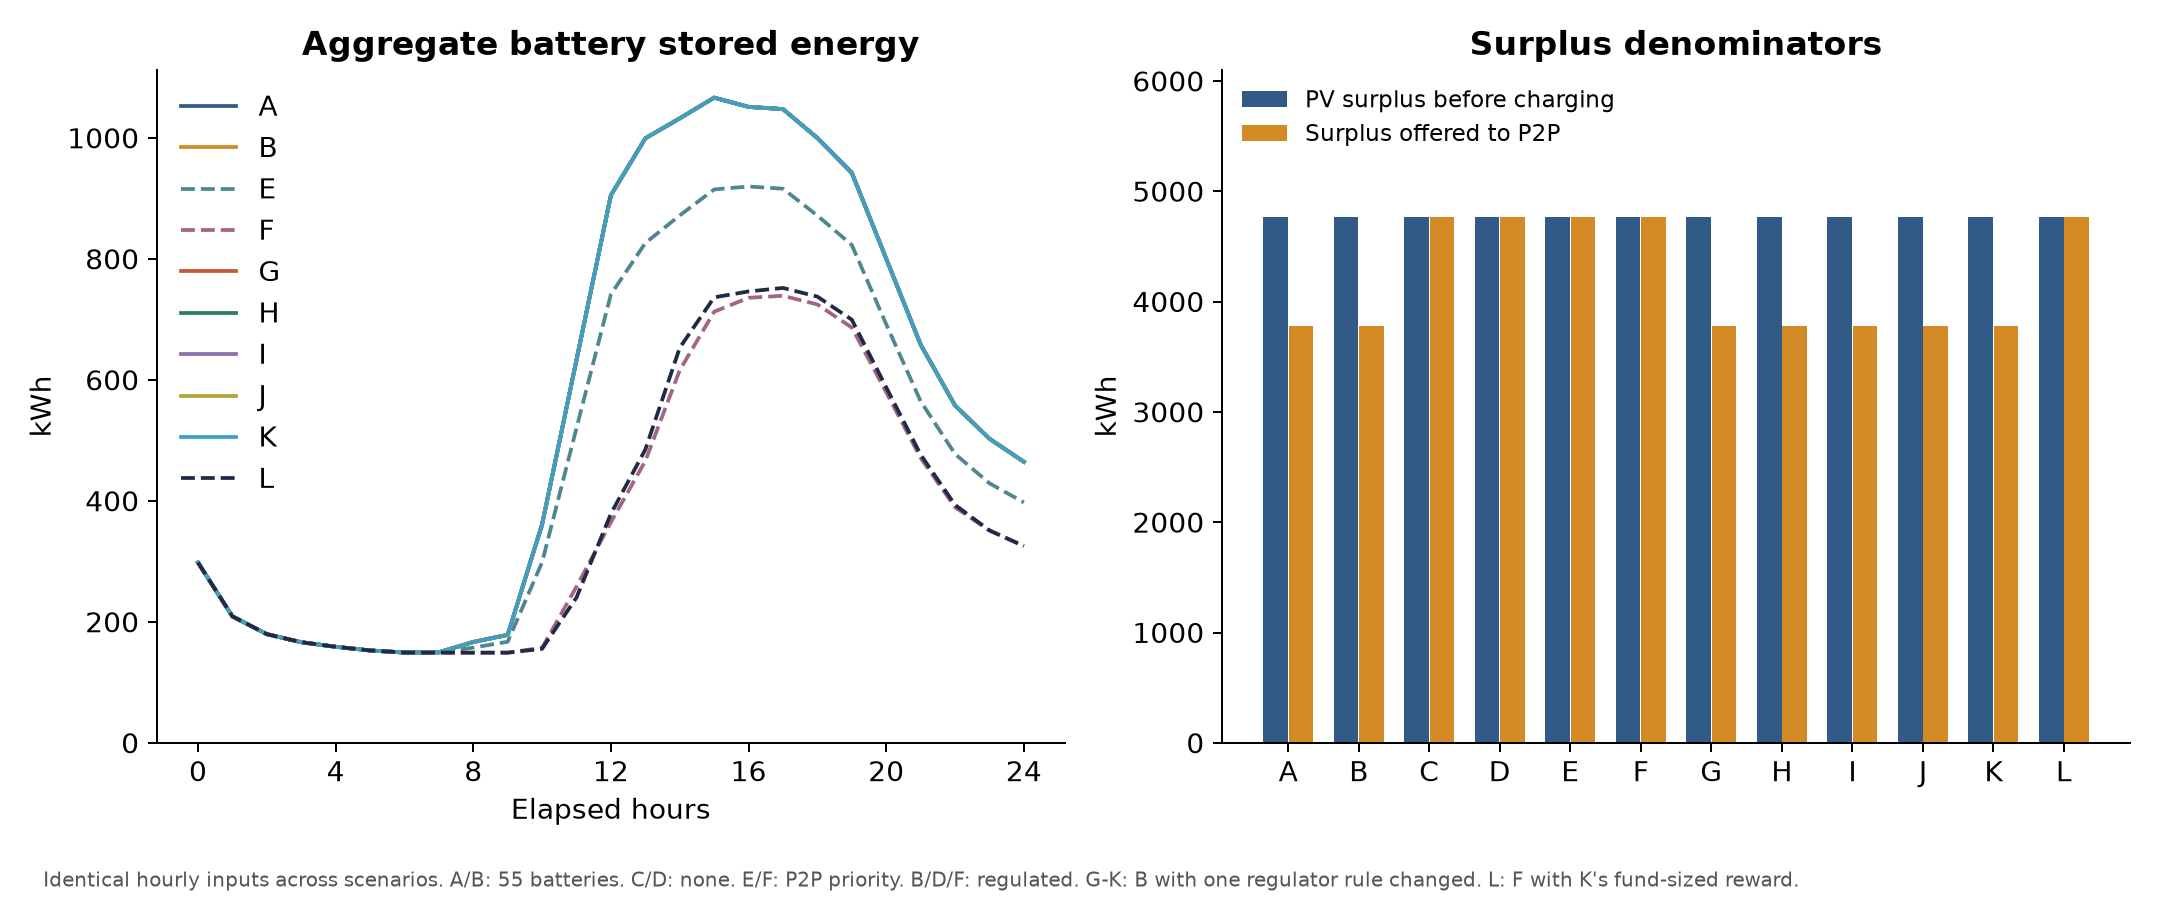 Aggregate battery stored energy
A
B
E
F
G
H
I
J
K
L
kWh
1000
800
600
400
200
0
0 4 8 12 16 20 24
Elapsed hours
Surplus denominators
PV surplus before charging
Surplus offered to P2P
kWh
6000
5000
4000
3000
2000
1000
0
A B C D E F G H I J K L
Identical hourly inputs across scenarios. A/B: 55 batteries. C/D: none. E/F: P2P priority. B/D/F: regulated. G-K: B with one regulator rule changed. L: F with K's fund-sized reward.